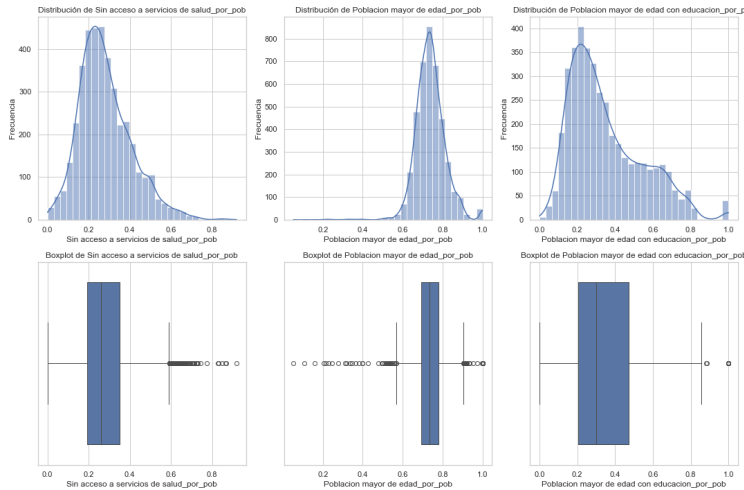 Distribución de Sin acceso a servicios de salud_por_pob
Distribución de Poblacion mayor de edad_por_pob
Distribución de Poblacion mayor de edad con educacion_por_po
Frecuencia
400
300
200
100
0
0.0 0.2 0.4 0.6 0.8
Sin acceso a servicios de salud_por_pob
Frecuencia
800
700
600
500
400
300
200
100
0
0.2 0.4 0.6 0.8 1.0
Poblacion mayor de edad_por_pob
Frecuencia
400
350
300
250
200
150
100
50
0
0.0 0.2 0.4 0.6 0.8 1.0
Poblacion mayor de edad con educacion_por_pob
Boxplot de Sin acceso a servicios de salud_por_pob
Boxplot de Poblacion mayor de edad_por_pob
Boxplot de Poblacion mayor de edad con educacion_por_pob
0.0 0.2 0.4 0.6 0.8
Sin acceso a servicios de salud_por_pob
0.2 0.4 0.6 0.8 1.0
Poblacion mayor de edad_por_pob
0.0 0.2 0.4 0.6 0.8 1.0
Poblacion mayor de edad con educacion_por_pob